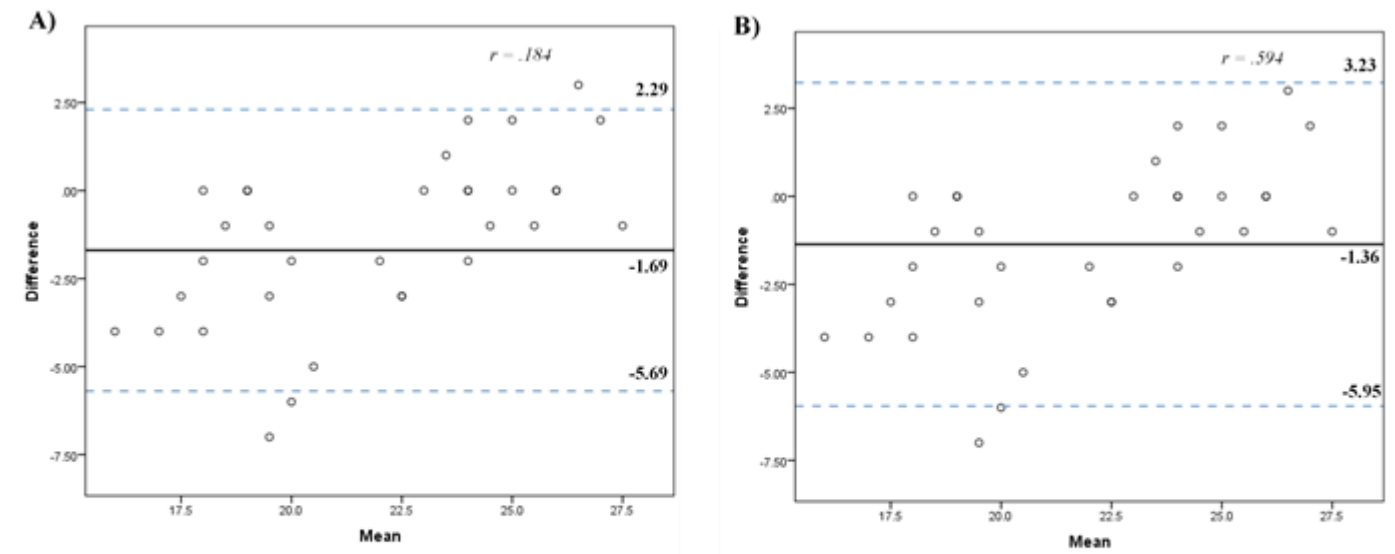 A)
r = .184
2.29
2.50
.00
-1.69
-2.50
-5.00
-5.69
-7.50
Difference
17.5 20.0 22.5 25.0 27.5
Mean
B)
r = .594
3.23
2.50
.00
-1.36
-2.50
-5.00
-5.95
-7.50
Difference
17.5 20.0 22.5 25.0 27.5
Mean